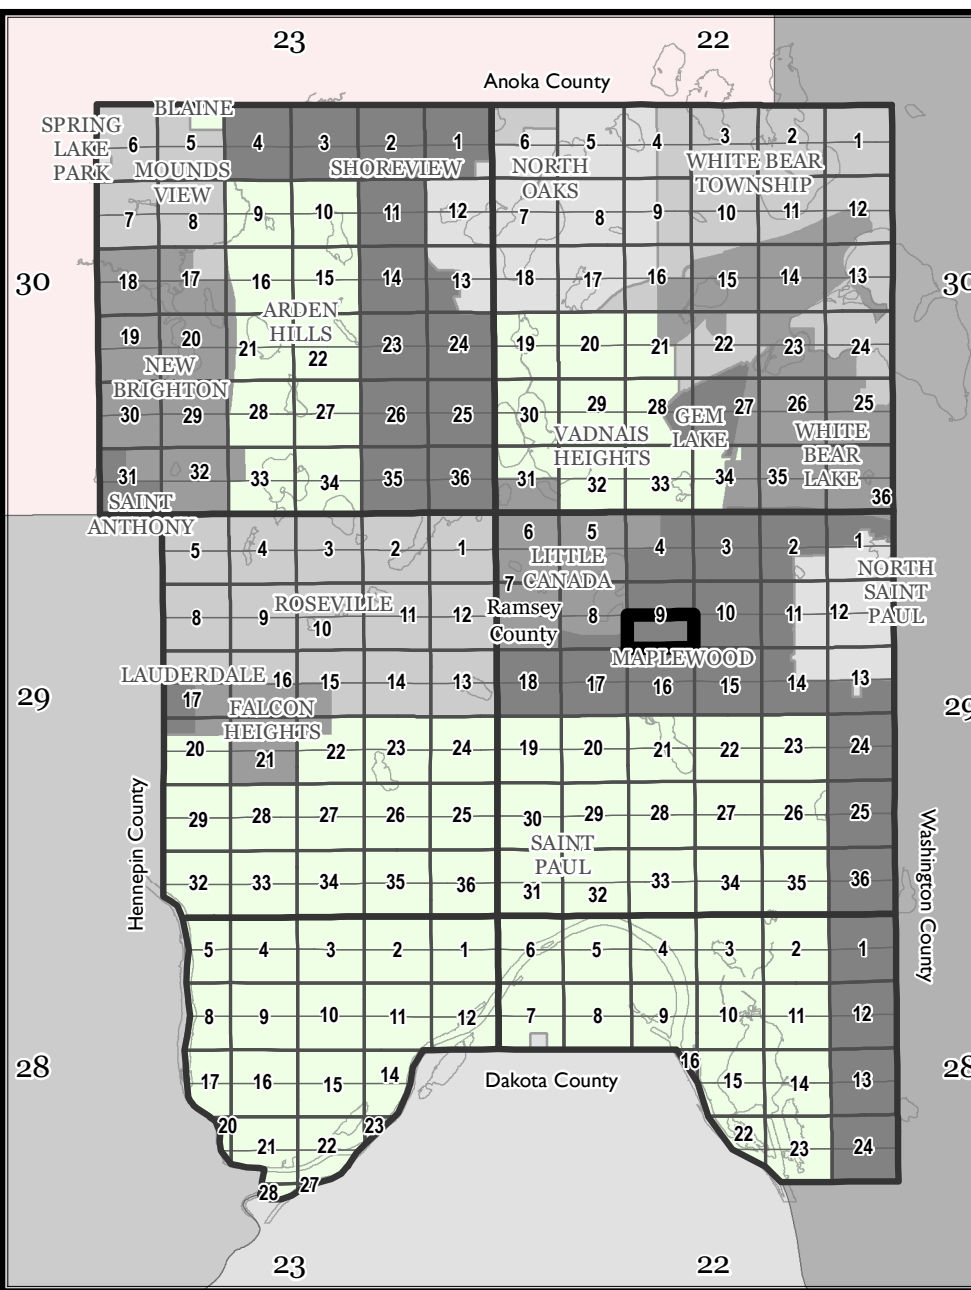 23 22
Anoka County
BLAINE
SPRING
LAKE
PARK
6 5 4 3 2 1 6 5 4 3 2 1
MOUNDS
VIEW
SHOREVIEW
NORTH
OAKS
WHITE BEAR
TOWNSHIP
7 8 9 10 11 12 7 8 9 10 11 12
30 18 17 16 15 14 13 18 17 16 15 14 13 30
ARDEN
HILLS
19 20 21 22 23 24 19 20 21 22 23 24
NEW
BRIGHTON
30 29 28 27 26 25 30 29 28 27 26 25
GEM
LAKE
VADNAIS
HEIGHTS
WHITE
BEAR
LAKE
31 32 33 34 35 36 31 32 33 34 35 36
SAINT
ANTHONY
5 4 3 2 1 6 5 4 3 2 1
LITTLE
CANADA
NORTH
SAINT
PAUL
8 9 10 11 12 7 8 9 10 11 12
ROSEVILLE
Ramsey
County
MAPLEWOOD
LAUDERDALE
29 17 16 15 14 13 18 17 16 15 14 13 29
FALCON
HEIGHTS
20 21 22 23 24 19 20 21 22 23 24
Hennepin County
29 28 27 26 25 30 29 28 27 26 25
SAINT
PAUL
Washington County
32 33 34 35 36 31 32 33 34 35 36
5 4 3 2 1 6 5 4 3 2 1
8 9 10 11 12 7 8 9 10 11 12
28 17 16 15 14 16 15 14 13 28
Dakota County
20 21 22 23 22 23 24
28 27
23 22